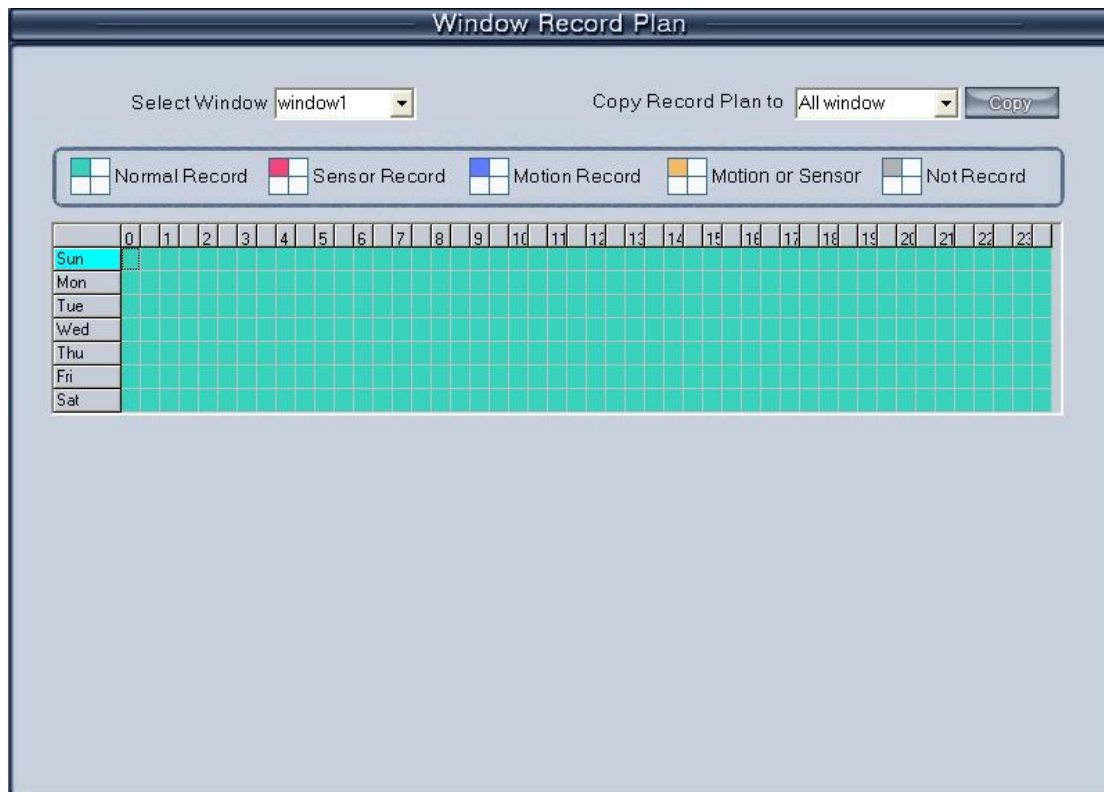 Window Record Plan
Select Window window1 Copy Record Plan to All window Copy
Normal Record Sensor Record Motion Record Motion or Sensor Not Record
0 1 2 3 4 5 6 7 8 9 10 11 12 13 14 15 16 17 18 19 20 21 22 23
Sun
Mon
Tue
Wed
Thu
Fri
Sat